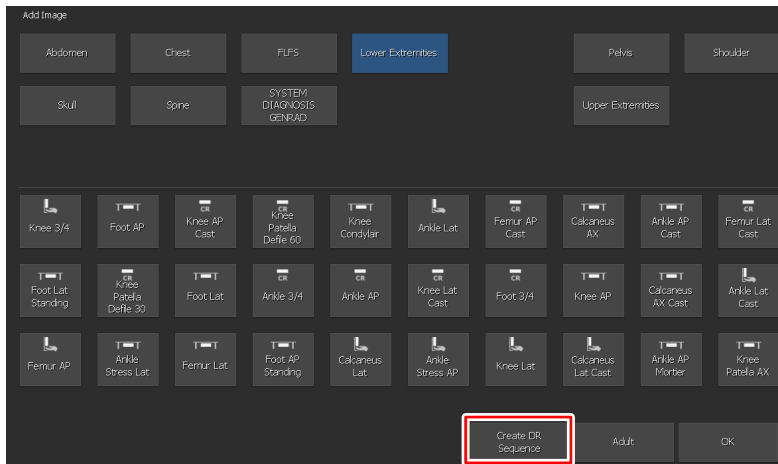 Add Image
Abdomen
Chest
FLFS
Lower Extremities
Pelvis
Shoulder
Skull
Spine
SYSTEM
DIAGNOSIS
GENRAD
Upper Extremities
Knee 3/4
Foot AP
CR
Knee AP
Cast
CR
Knee
Patella
Defile 60
Knee
Condylair
Ankle Lat
CR
Femur AP
Cast
Calcaneus
AX
Ankle AP
Cast
CR
Femur Lat
Cast
Foot Lat
Standing
CR
Knee
Patella
Defile 30
Foot Lat
CR
Ankle 3/4
CR
Ankle AP
CR
Knee Lat
Cast
CR
Foot 3/4
Knee AP
Calcaneus
AX Cast
Ankle Lat
Cast
Femur AP
Ankle
Stress Lat
Femur Lat
Foot AP
Standing
Calcaneus
Lat
Ankle
Stress AP
Knee Lat
Calcaneus
Lat Cast
Ankle AP
Mortier
Knee
Patella AX
Create DR
Sequence
Adult
OK